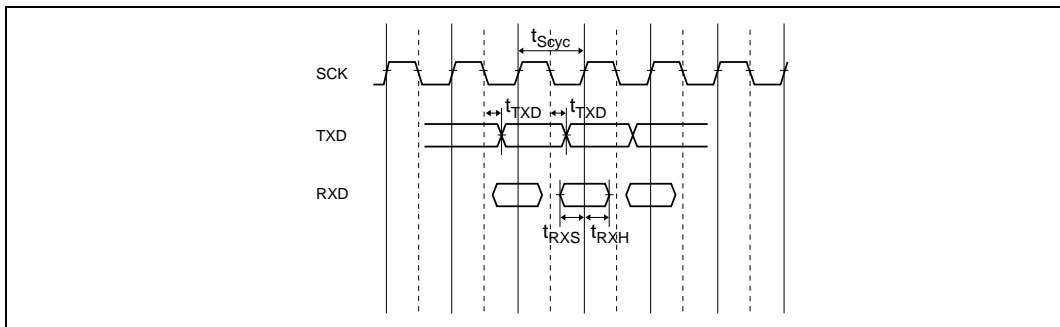 tScyc
SCK
tTXD tTXD
TXD
RXD
tRXS tRXH